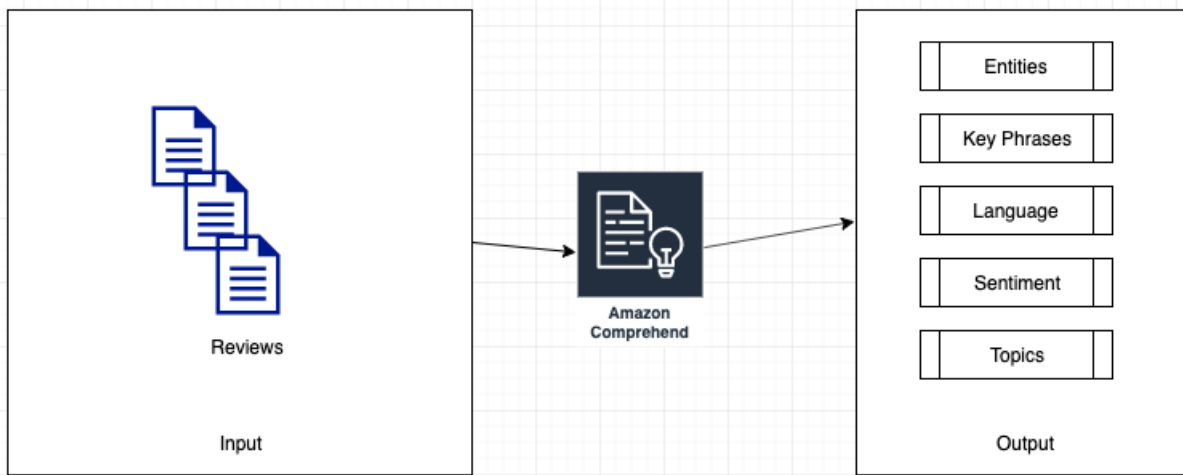 Reviews
Input
Amazon
Comprehend
Entities
Key Phrases
Language
Sentiment
Topics
Output